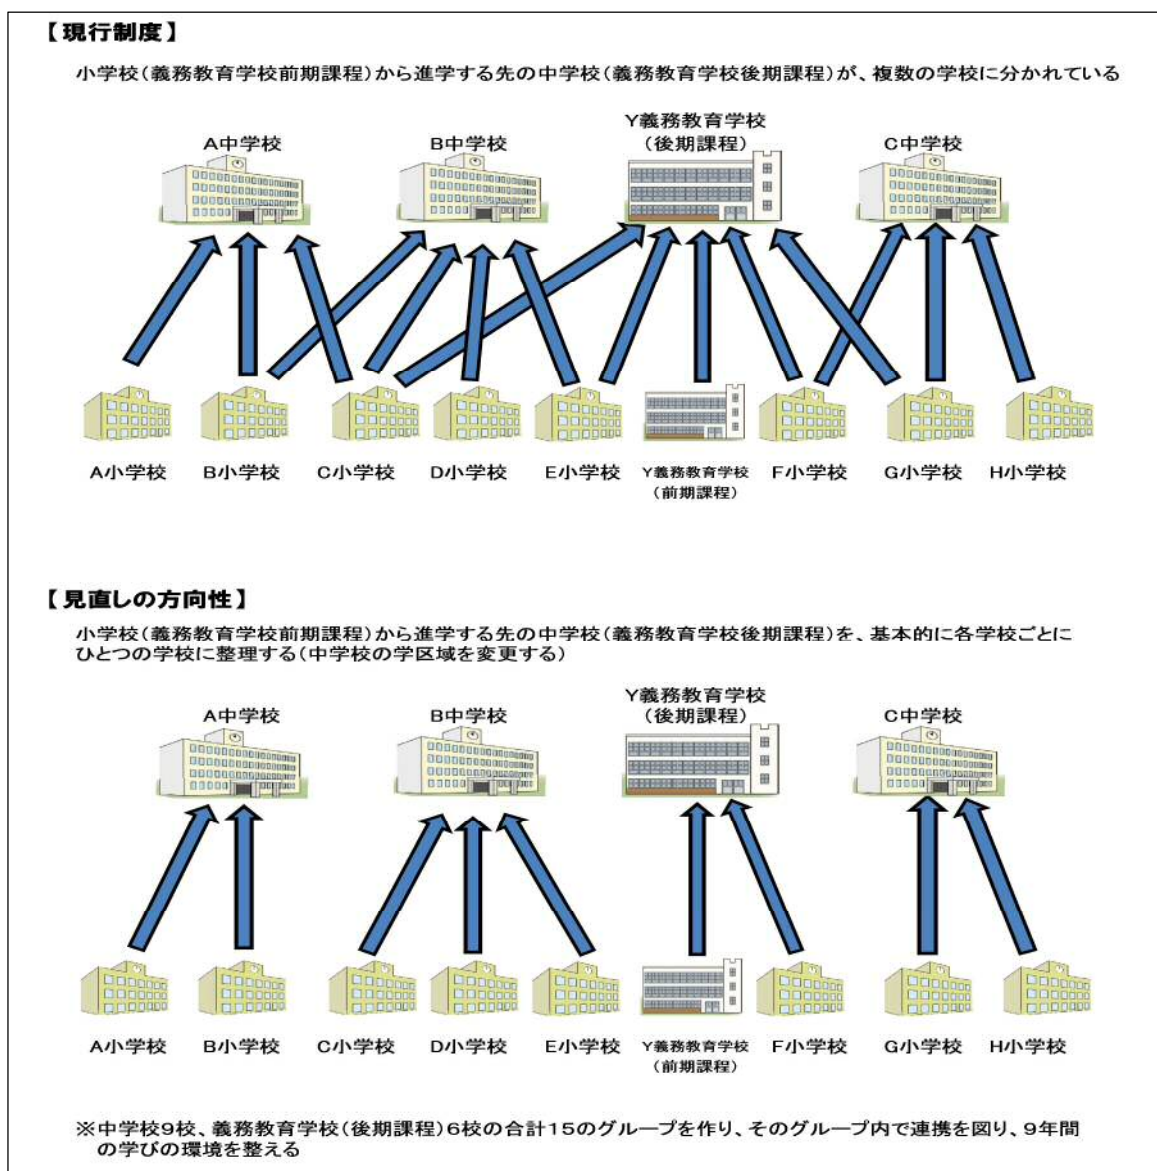 【現行制度】
小学校(義務教育学校前期課程)から進学する先の中学校(義務教育学校後期課程)が、複数の学校に分かれている
A中学校
B中学校
Y義務教育学校
(後期課程)
C中学校
A小学校
B小学校
C小学校
D小学校
E小学校
Y義務教育学校
(前期課程)
F小学校
G小学校
H小学校
【見直しの方向性】
小学校(義務教育学校前期課程)から進学する先の中学校(義務教育学校後期課程)を、基本的に各学校ごとに
ひとつの学校に整理する(中学校の学区域を変更する)
A中学校
B中学校
Y義務教育学校
(後期課程)
C中学校
A小学校
B小学校
C小学校
D小学校
E小学校
Y義務教育学校
(前期課程)
F小学校
G小学校
H小学校
※中学校9校、義務教育学校(後期課程)6校の合計15のグループを作り、そのグループ内で連携を図り、9年間
の学びの環境を整える